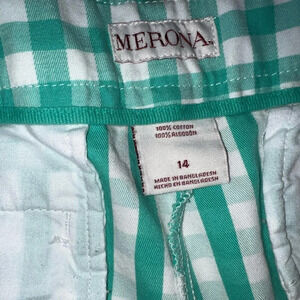 MERONA
100% COTTON
100% ALGODÓN
14
MADE IN BANGLADESH
HECHO EN BANGLADESH